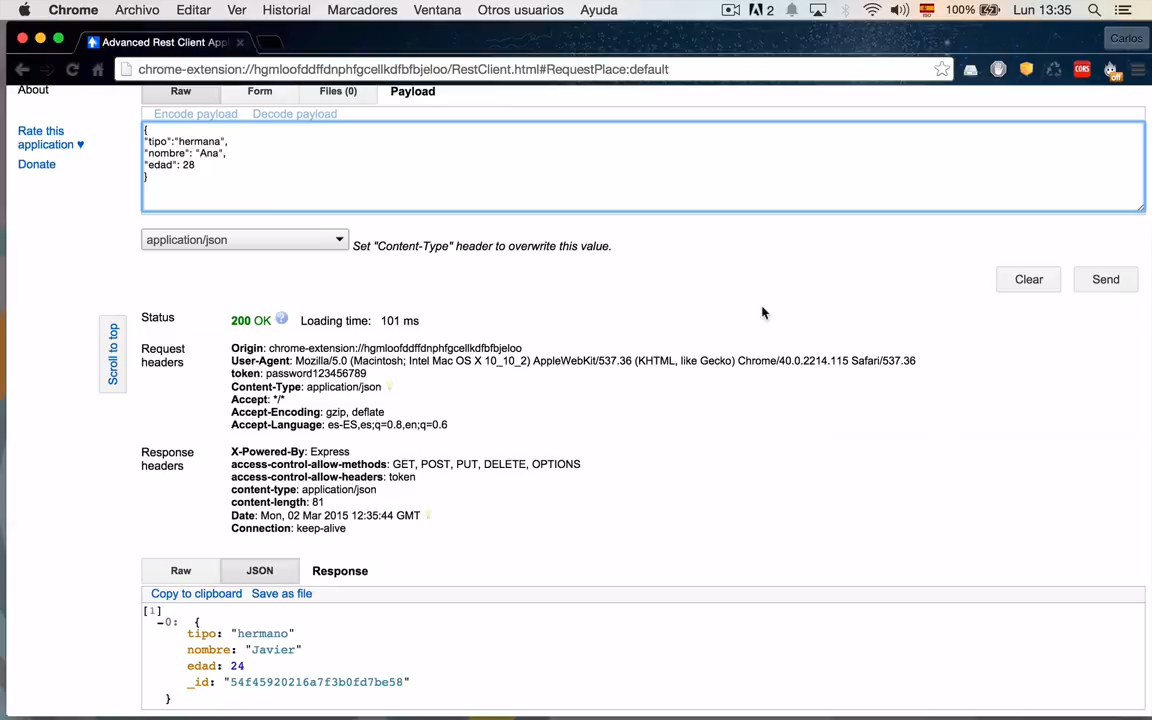 Chrome Archivo Editar Ver Historial Marcadores Ventana Otros usuarios Ayuda 2 100% Lun 13:35
Advanced Rest Client App × Carlos
chrome-extension://hgmloofddffdnphfgcellkdfbfbjeloo/RestClient.html#RequestPlace:default CORS off
About Raw Form Files (0) Payload
Encode payload Decode payload
{
"tipo":"hermana",
"nombre": "Ana",
"edad": 28
}
Rate this
application ♥
Donate
application/json Set "Content-Type" header to overwrite this value.
Clear Send
Scroll to top
Status 200 OK Loading time: 101 ms
Request
headers
Origin: chrome-extension://hgmloofddffdnphfgcellkdfbfbjeloo
User-Agent: Mozilla/5.0 (Macintosh; Intel Mac OS X 10_10_2) AppleWebKit/537.36 (KHTML, like Gecko) Chrome/40.0.2214.115 Safari/537.36
token: password123456789
Content-Type: application/json
Accept: */*
Accept-Encoding: gzip, deflate
Accept-Language: es-ES,es;q=0.8,en;q=0.6
Response
headers
X-Powered-By: Express
access-control-allow-methods: GET, POST, PUT, DELETE, OPTIONS
access-control-allow-headers: token
content-type: application/json
content-length: 81
Date: Mon, 02 Mar 2015 12:35:44 GMT
Connection: keep-alive
Raw JSON Response
Copy to clipboard Save as file
[1]
-0: {
tipo: "hermano"
nombre: "Javier"
edad: 24
_id: "54f45920216a7f3b0fd7be58"
}